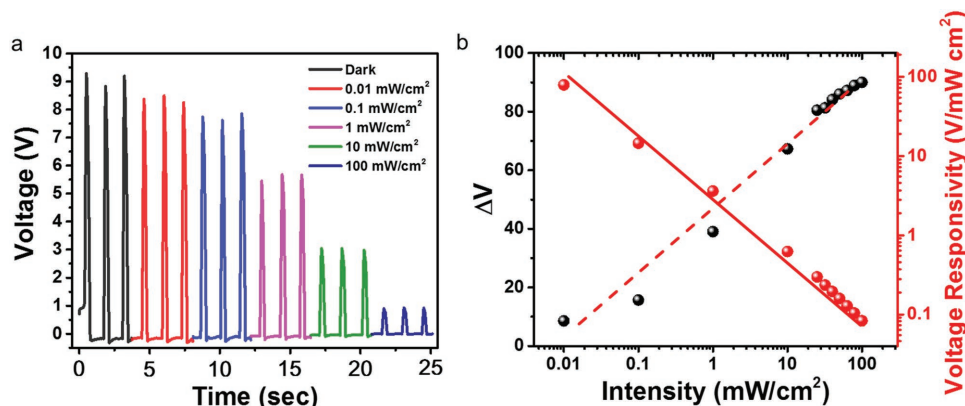 a
Voltage (V)
10
9
8
7
6
5
4
3
2
1
0
Dark
0.01 mW/cm²
0.1 mW/cm²
1 mW/cm²
10 mW/cm²
100 mW/cm²
0 5 10 15 20 25
Time (sec)
b
ΔV
100
80
60
40
20
0
0.01 0.1 1 10 100
Intensity (mW/cm²)
100
10
1
0.1
Voltage Responsivity (V/mW cm²)